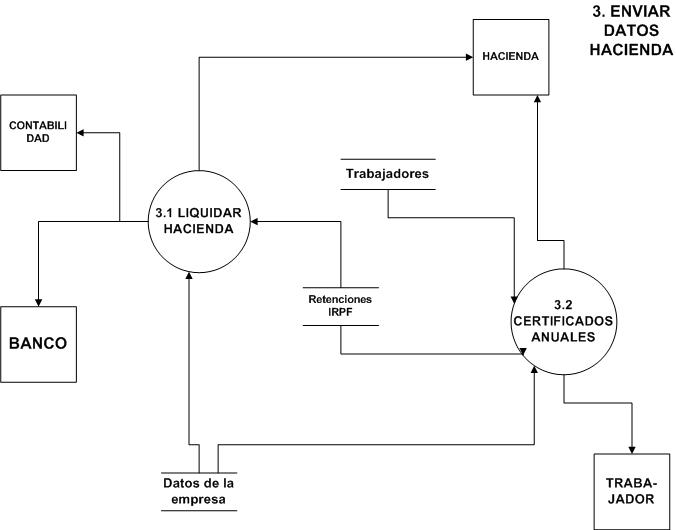 3. ENVIAR
DATOS
HACIENDA
HACIENDA
CONTABILI
DAD
Trabajadores
3.1 LIQUIDAR
HACIENDA
Retenciones
IRPF
3.2
CERTIFICADOS
ANUALES
BANCO
Datos de la
empresa
TRABA-
JADOR